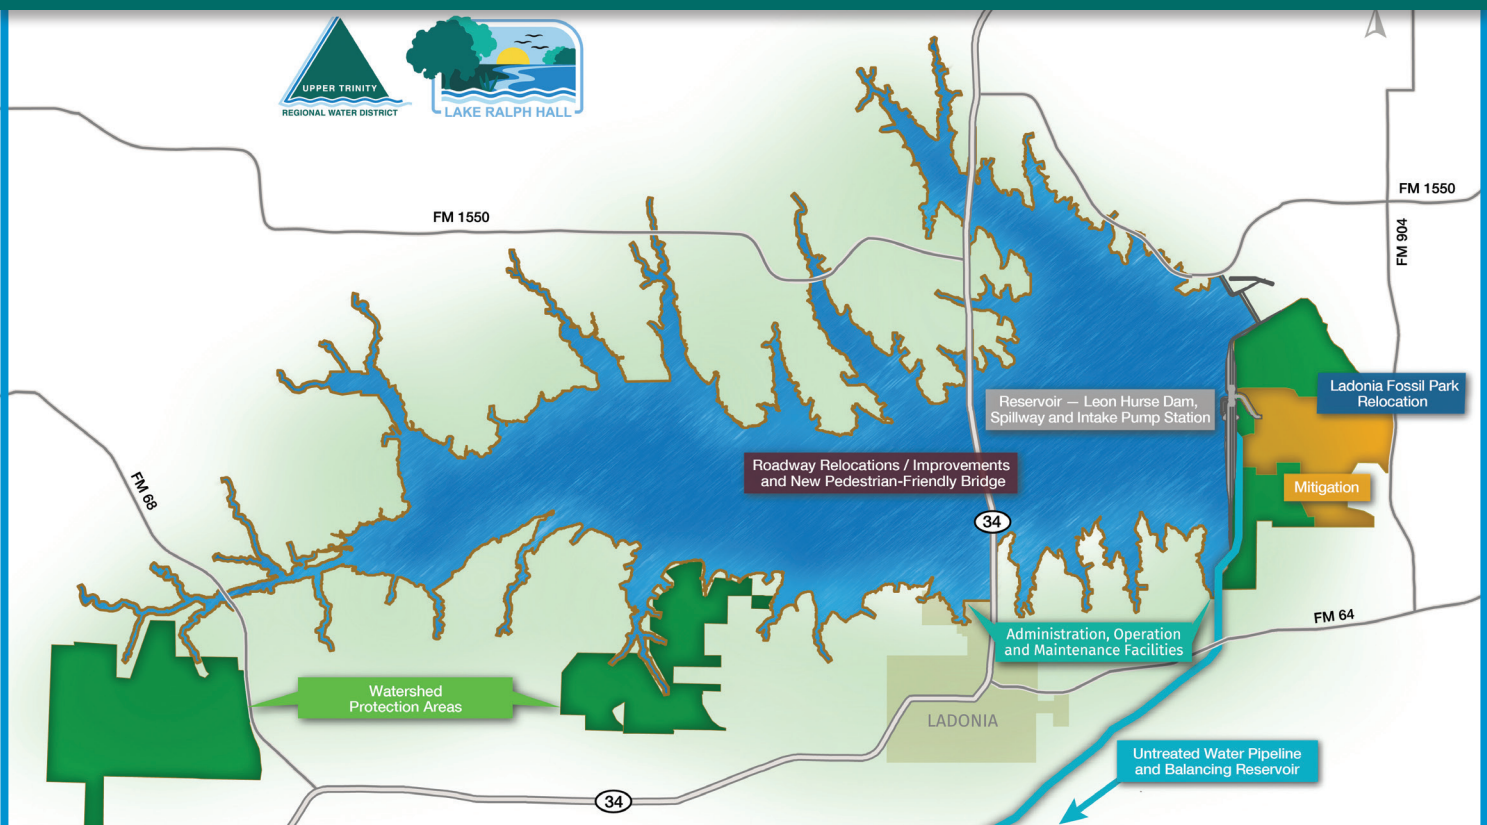 UPPER TRINITY
REGIONAL WATER DISTRICT
LAKE RALPH HALL
FM 1550
FM 1550
FM 904
Ladonia Fossil Park
Relocation
Reservoir — Leon Hurse Dam,
Spillway and Intake Pump Station
Roadway Relocations / Improvements
and New Pedestrian-Friendly Bridge
Mitigation
FM 68
34
FM 64
Administration, Operation
and Maintenance Facilities
Watershed
Protection Areas
LADONIA
Untreated Water Pipeline
and Balancing Reservoir
34